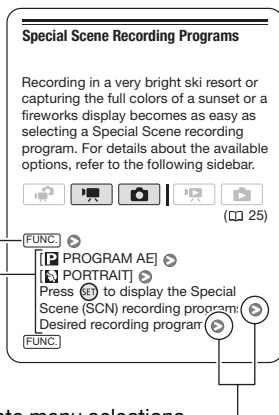 Special Scene Recording Programs
Recording in a very bright ski resort or
capturing the full colors of a sunset or a
fireworks display becomes as easy as
selecting a Special Scene recording
program. For details about the available
options, refer to the following sidebar.
( 25)
FUNC.
[P PROGRAM AE]
[PORTRAIT]
Press SET to display the Special
Scene (SCN) recording programs
Desired recording program
FUNC.
te menu selections